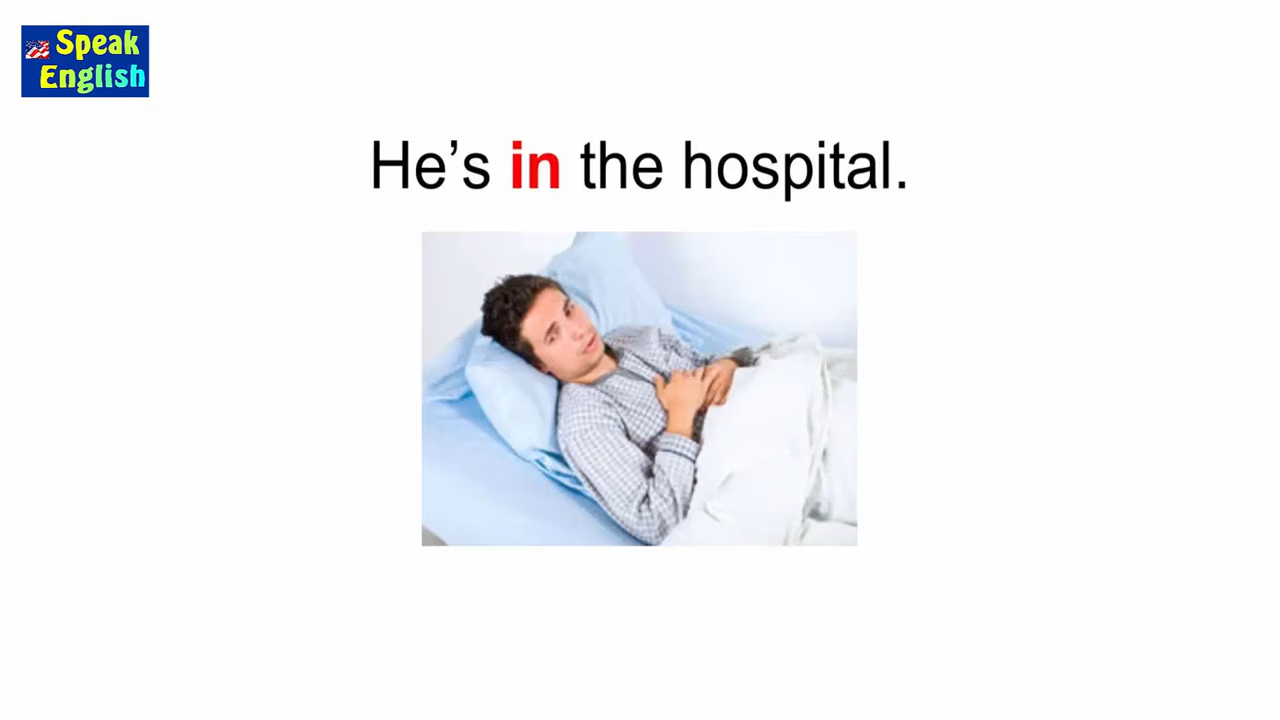 Speak
English
He’s in the hospital.